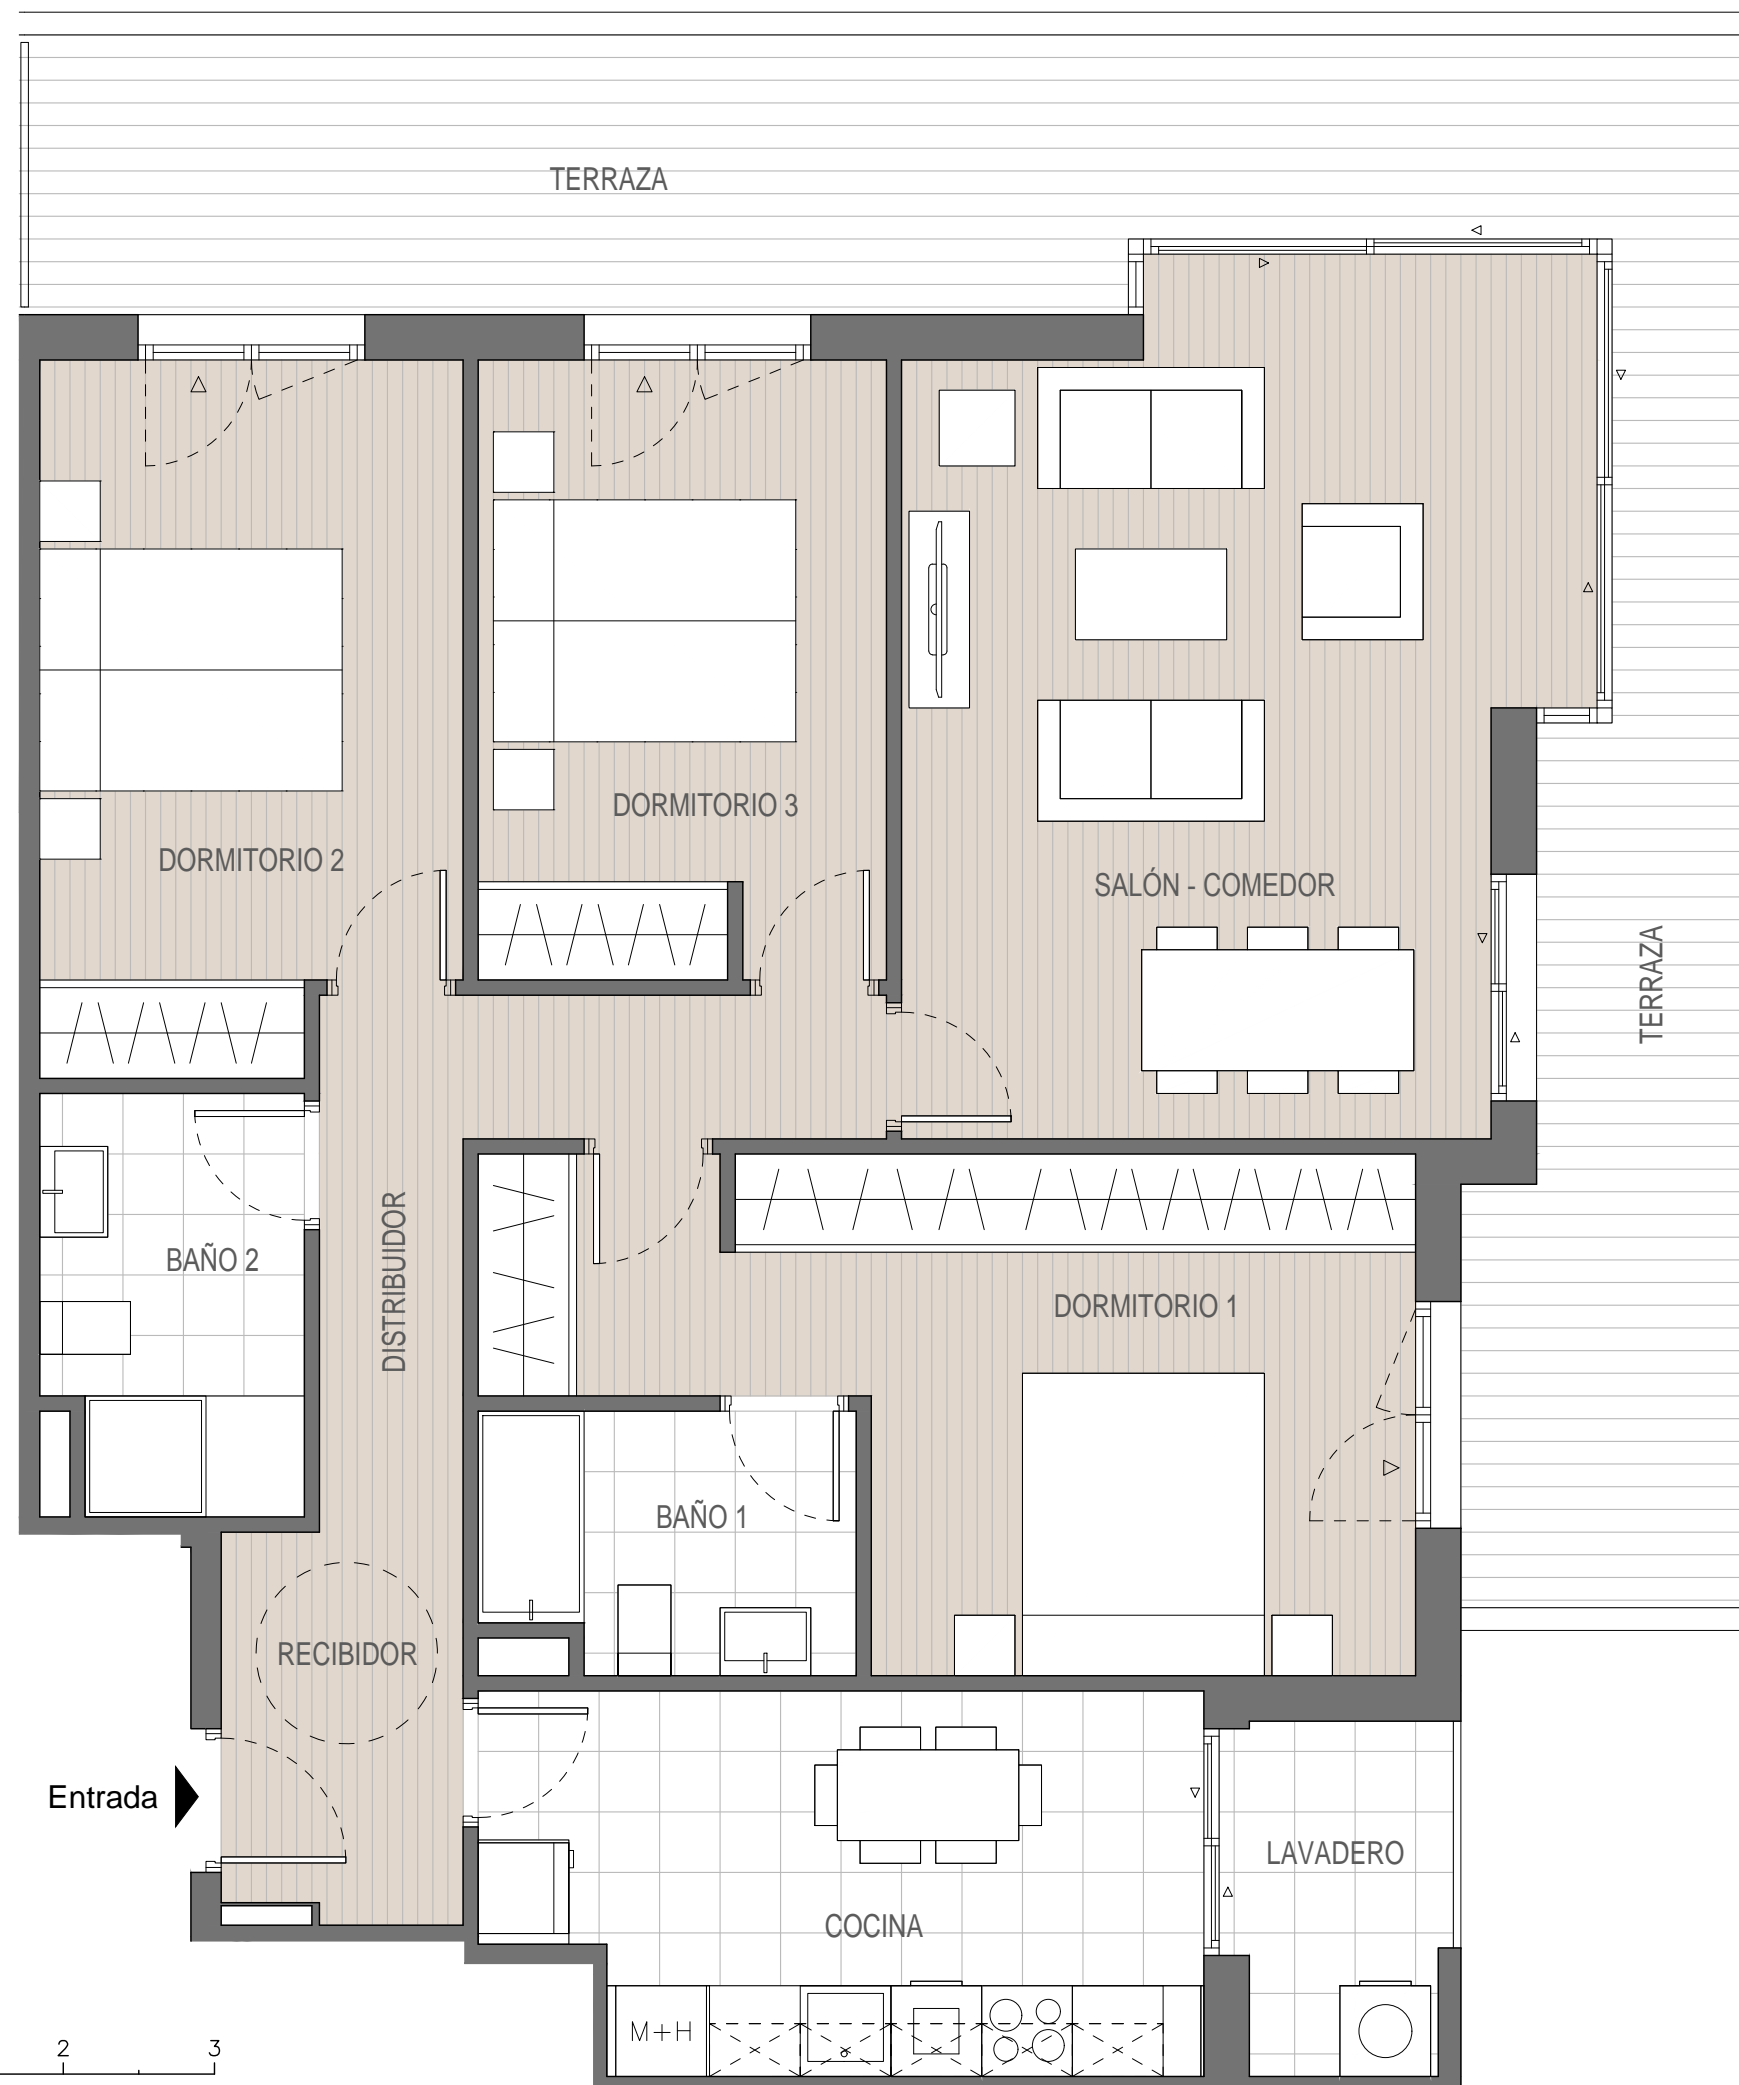 TERRAZA
DORMITORIO 3
DORMITORIO 2
SALÓN - COMEDOR
TERRAZA
DISTRIBUIDOR
BAÑO 2
DORMITORIO 1
BAÑO 1
RECIBIDOR
Entrada
LAVADERO
COCINA
M+H
2 3